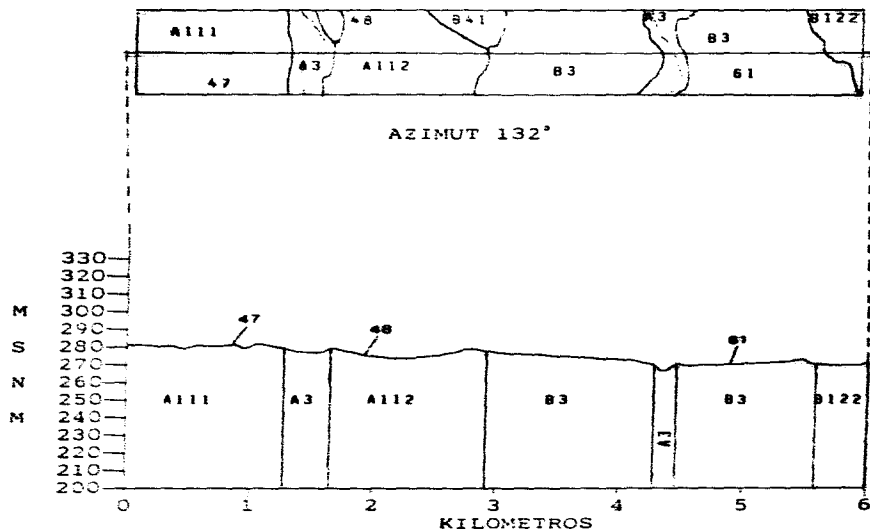 A111 48 B41 A3 B3 B122
47 A3 A112 B3 61
AZIMUT 132°
330
320
310
300
290
280
270
260
250
240
230
220
210
200
M
S
N
M
47 48 61
A111 A3 A112 B3 A3 B3 B122
0 1 2 3 4 5 6
KILOMETROS